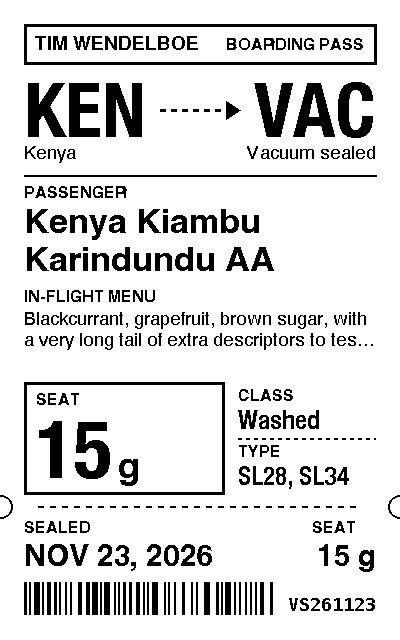 TIM WENDELBOE BOARDING PASS
KEN VAC
Kenya Vacuum sealed
PASSENGER
Kenya Kiambu
Karindundu AA
IN-FLIGHT MENU
Blackcurrant, grapefruit, brown sugar, with
a very long tail of extra descriptors to tes...
SEAT
15 g
CLASS
Washed
TYPE
SL28, SL34
SEALED SEAT
NOV 23, 2026 15 g
VS261123